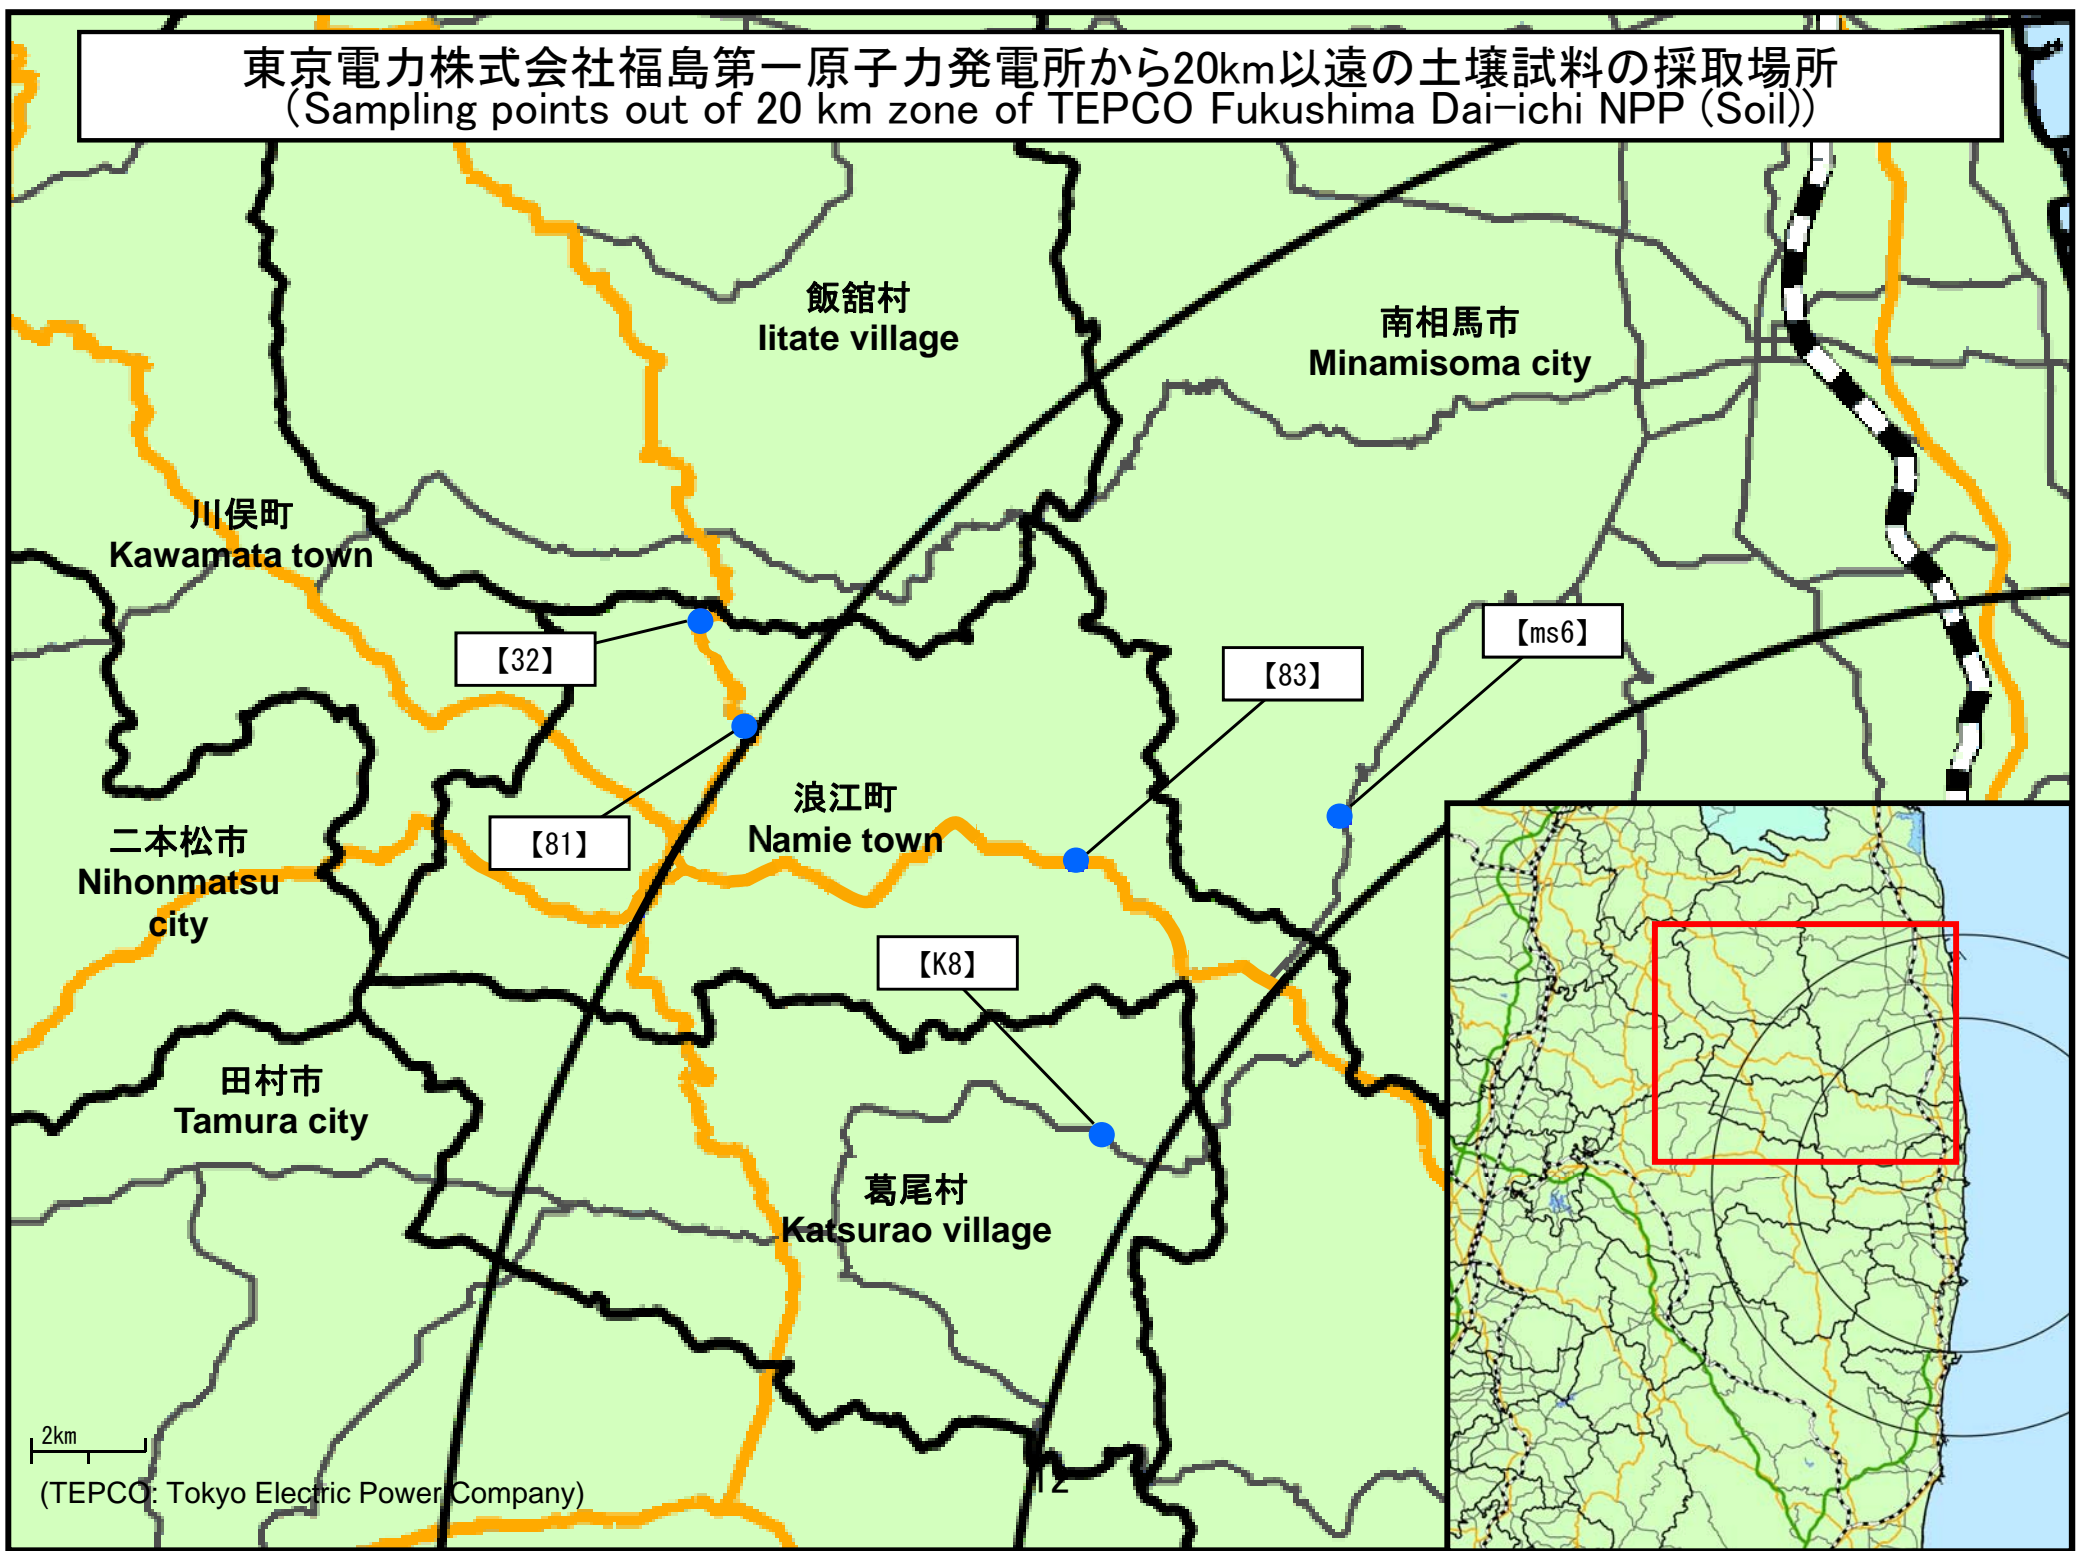 東京電力株式会社福島第一原子力発電所から20km以遠の土壌試料の採取場所
(Sampling points out of 20 km zone of TEPCO Fukushima Dai-ichi NPP (Soil))
飯舘村
Iitate village
南相馬市
Minamisoma city
川俣町
Kawamata town
【32】
【83】
【ms6】
【81】
浪江町
Namie town
二本松市
Nihonmatsu
city
【K8】
田村市
Tamura city
葛尾村
Katsurao village
2km
(TEPCO: Tokyo Electric Power Company)
12